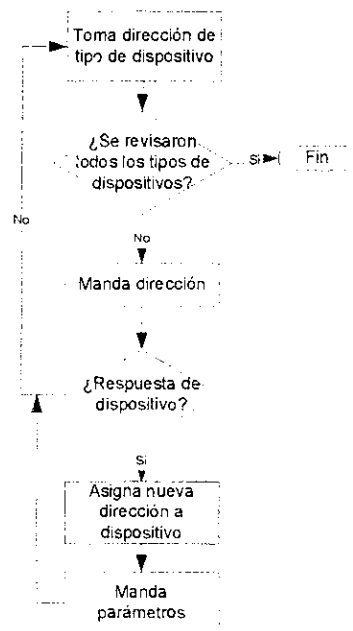 Toma dirección de
tipo de dispositivo
¿Se revisaron
todos los tipos de
dispositivos?
Si
Fin
No
No
Manda dirección
¿Respuesta de
dispositivo?
Si
Asigna nueva
dirección a
dispositivo
Manda
parámetros